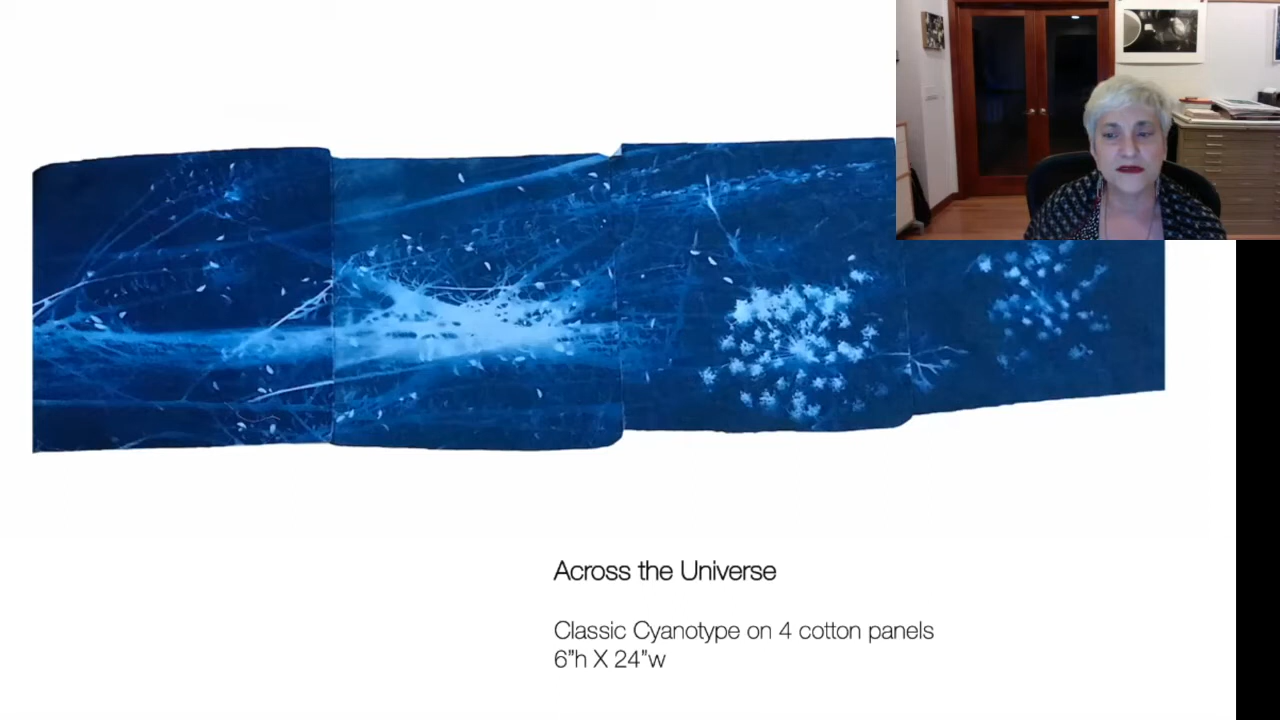 Across the Universe
Classic Cyanotype on 4 cotton panels
6”h X 24”w